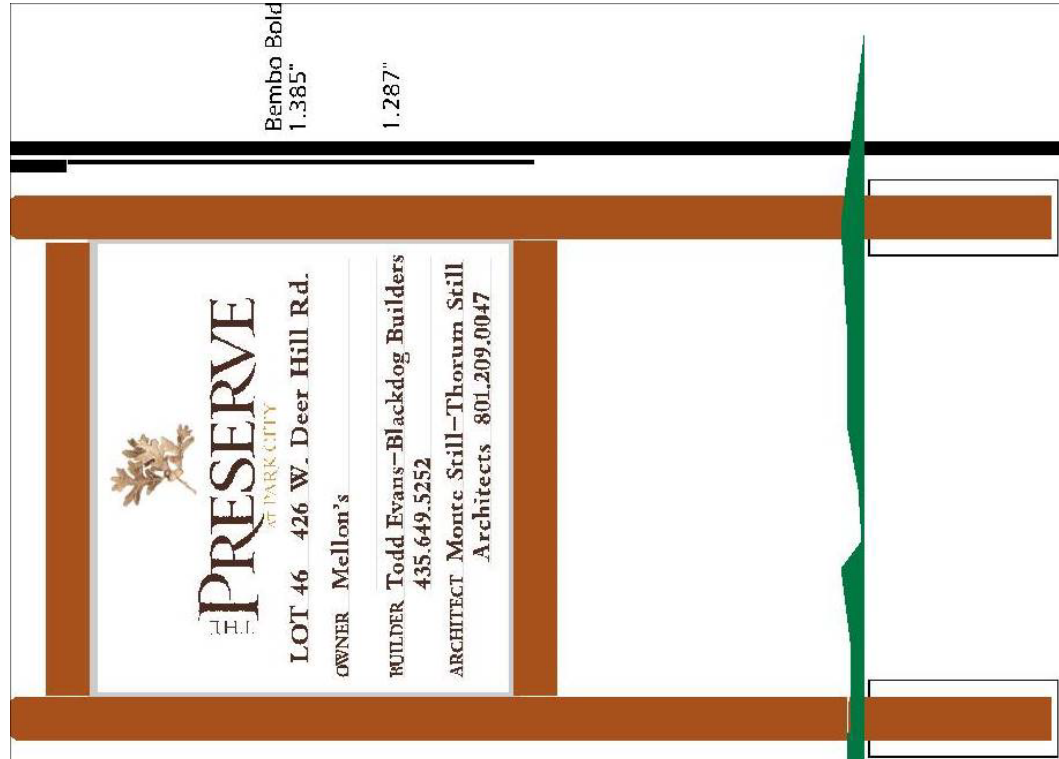 Bembo Bold
1.385"
1.287"
THE PRESERVE
AT PARK CITY
LOT 46 426 W. Deer Hill Rd.
OWNER Mellon's
BUILDER Todd Evans-Blackdog Builders
435.649.5252
ARCHITECT Monte Still-Thorum Still
Architects 801.209.0047